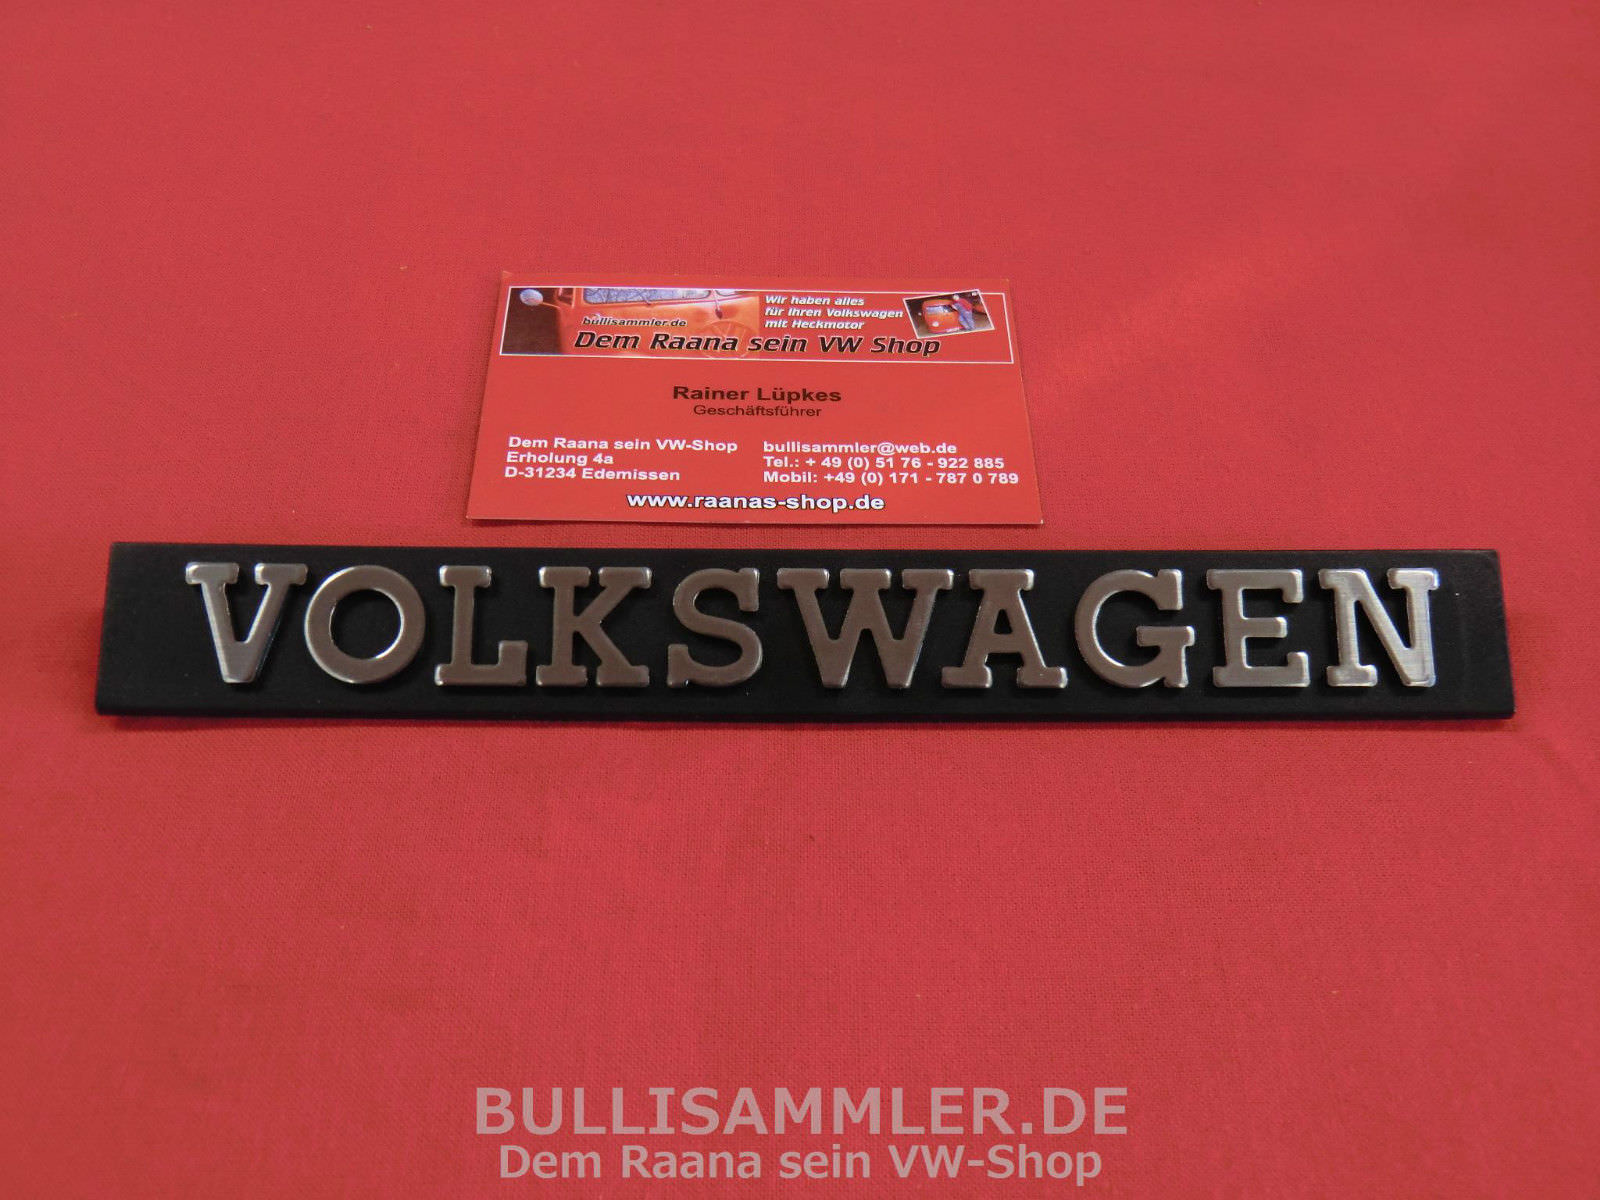 Wir haben alles
für Ihren Volkswagen
mit Heckmotor
bullisammler.de
Dem Raana sein VW Shop
Rainer Lüpkes
Geschäftsführer
Dem Raana sein VW-Shop
Erholung 4a
D-31234 Edemissen
bullisammler@web.de
Tel.: + 49 (0) 51 76 - 922 885
Mobil: +49 (0) 171 - 787 0 789
www.raanas-shop.de
VOLKSWAGEN
BULLISAMMLER.DE
Dem Raana sein VW-Shop